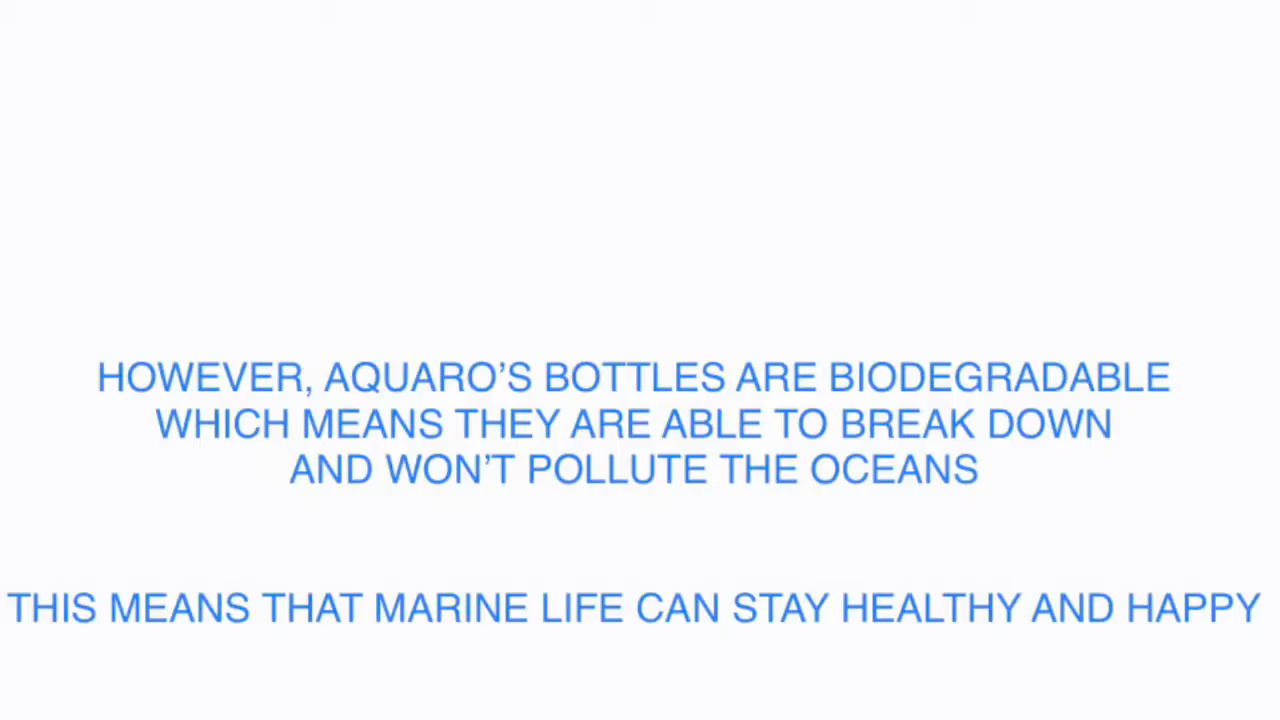 HOWEVER, AQUARO’S BOTTLES ARE BIODEGRADABLE
WHICH MEANS THEY ARE ABLE TO BREAK DOWN
AND WON’T POLLUTE THE OCEANS
THIS MEANS THAT MARINE LIFE CAN STAY HEALTHY AND HAPPY